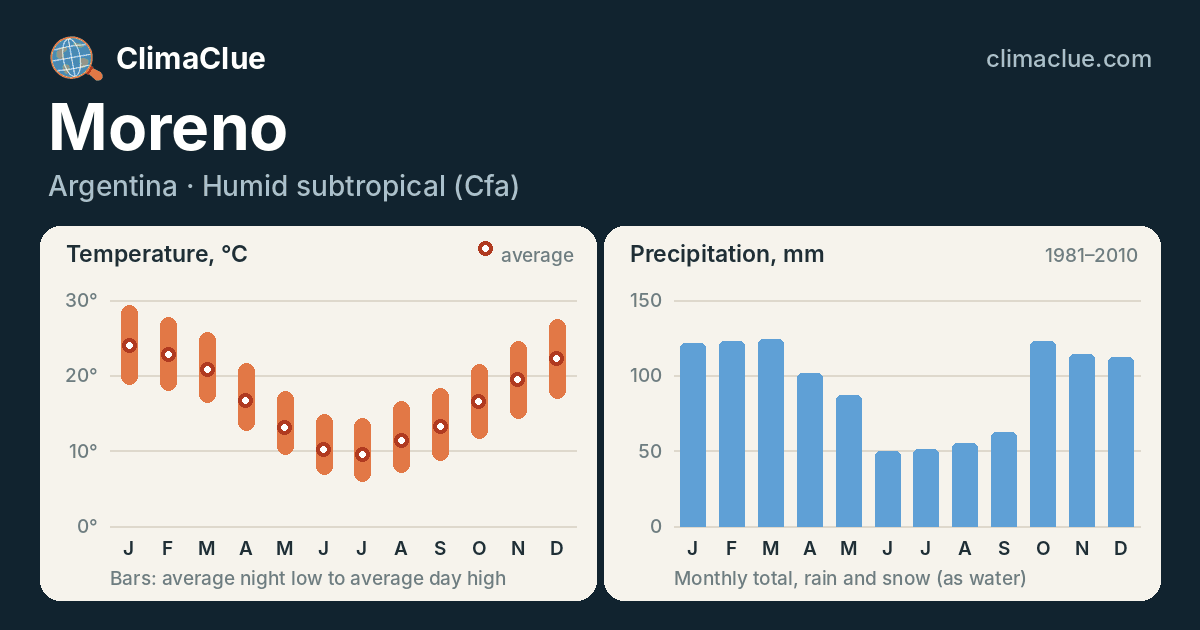 ClimaClue
climaclue.com
Moreno
Argentina · Humid subtropical (Cfa)
Temperature, °C
average
30°
20°
10°
0°
J F M A M J J A S O N D
Bars: average night low to average day high
Precipitation, mm
1981–2010
150
100
50
0
J F M A M J J A S O N D
Monthly total, rain and snow (as water)